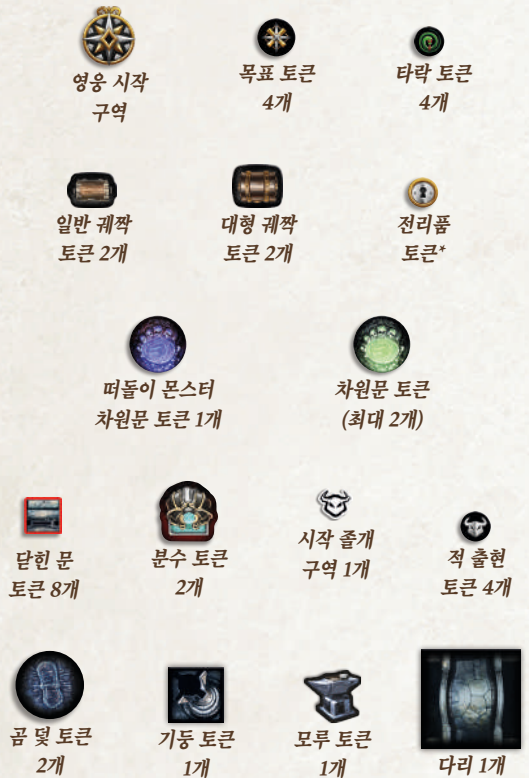 영웅 시작
구역
목표 토큰
4개
타락 토큰
4개
일반 궤짝
토큰 2개
대형 궤짝
토큰 2개
전리품
토큰*
떠돌이 몬스터
차원문 토큰 1개
차원문 토큰
(최대 2개)
닫힌 문
토큰 8개
분수 토큰
2개
시작 졸개
구역 1개
적 출현
토큰 4개
곰 덫 토큰
2개
기둥 토큰
1개
모루 토큰
1개
다리 1개